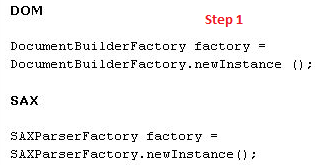 DOM
Step 1
DocumentBuilderFactory factory =
DocumentBuilderFactory.newInstance ();
SAX
SAXParserFactory factory =
SAXParserFactory.newInstance();